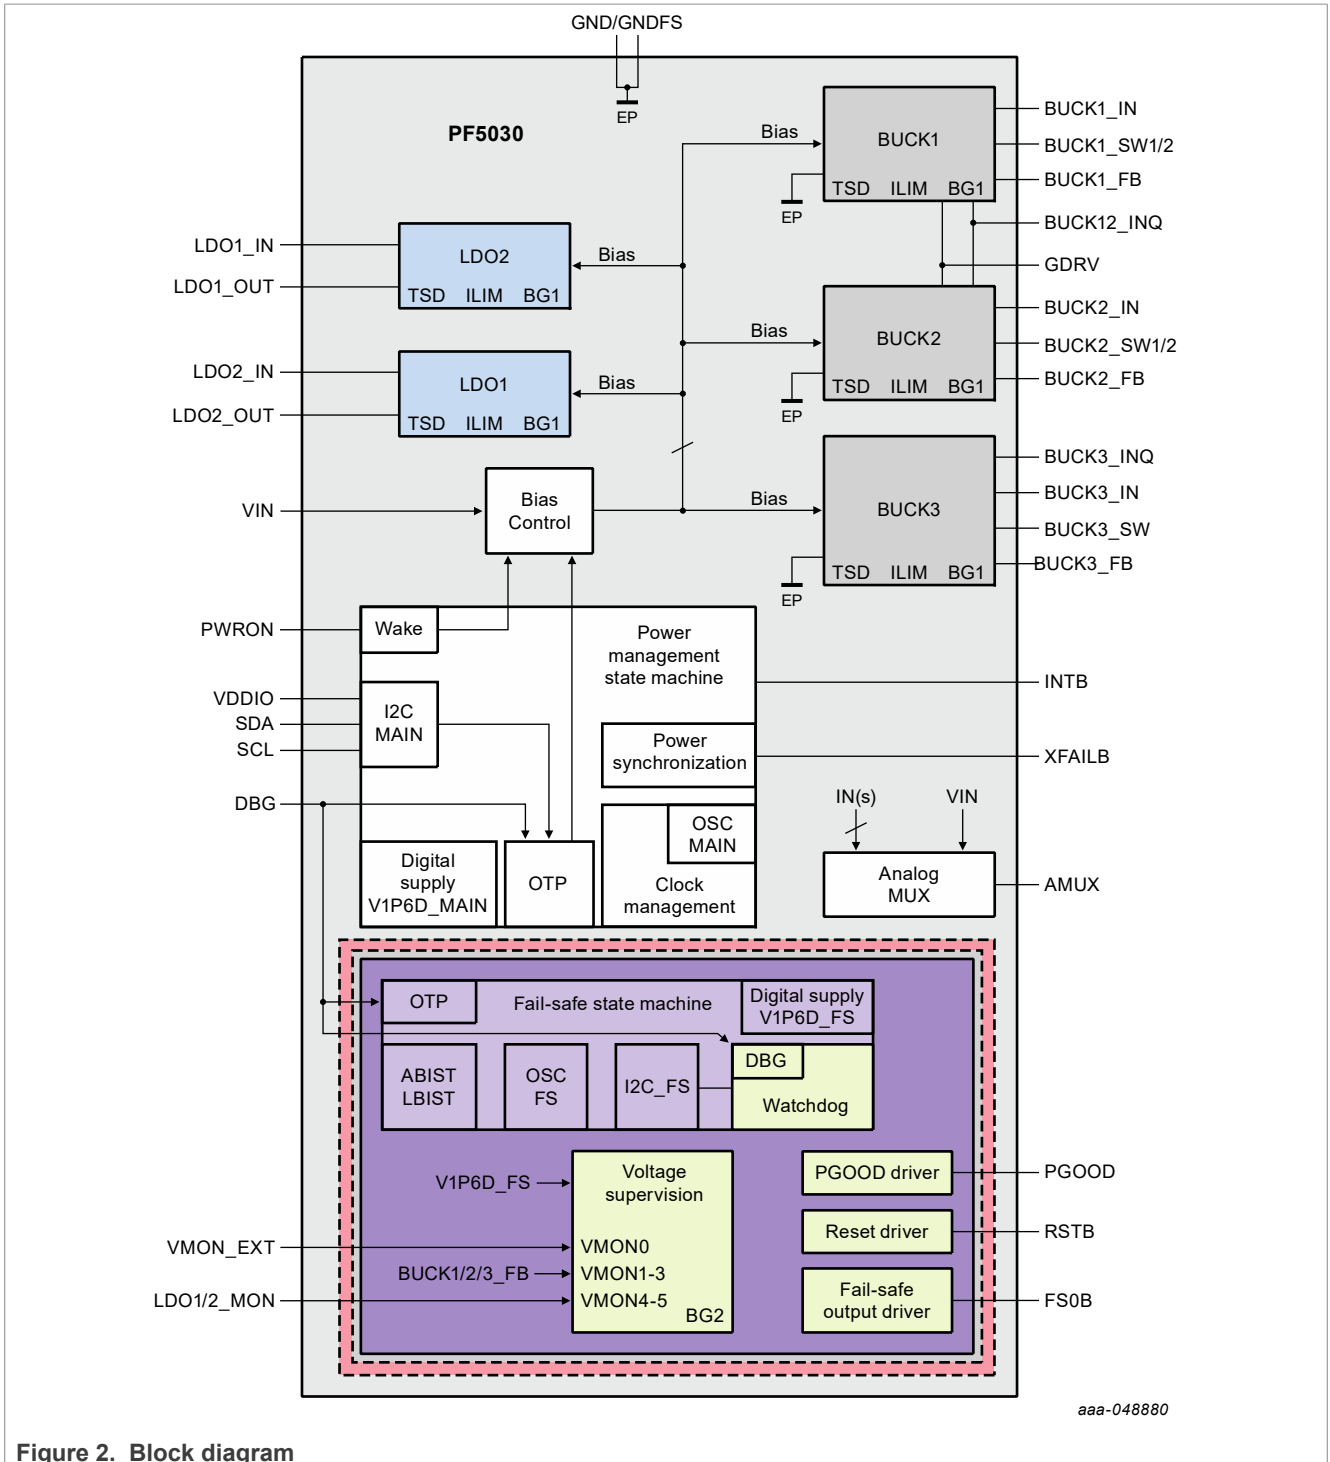 GND/GNDFS
EP
PF5030
Bias
BUCK1
TSD ILIM BG1
EP
BUCK1_IN
BUCK1_SW1/2
BUCK1_FB
BUCK12_INQ
GDRV
LDO1_IN
LDO1_OUT
LDO2
TSD ILIM BG1
Bias
Bias
BUCK2
TSD ILIM BG1
EP
BUCK2_IN
BUCK2_SW1/2
BUCK2_FB
LDO2_IN
LDO2_OUT
LDO1
TSD ILIM BG1
Bias
VIN
Bias
Control
Bias
BUCK3
TSD ILIM BG1
EP
BUCK3_INQ
BUCK3_IN
BUCK3_SW
BUCK3_FB
PWRON
Wake
Power
management
state machine
INTB
VDDIO
SDA
SCL
I2C
MAIN
Power
synchronization
XFAILB
DBG
OSC
MAIN
Clock
management
Digital
supply
V1P6D_MAIN
OTP
IN(s)
VIN
Analog
MUX
AMUX
OTP
Fail-safe state machine
Digital supply
V1P6D_FS
ABIST
LBIST
OSC
FS
I2C_FS
DBG
Watchdog
V1P6D_FS
Voltage
supervision
VMON_EXT
VMON0
BUCK1/2/3_FB
VMON1-3
LDO1/2_MON
VMON4-5
BG2
PGOOD driver
PGOOD
Reset driver
RSTB
Fail-safe
output driver
FS0B
aaa-048880
Figure 2. Block diagram